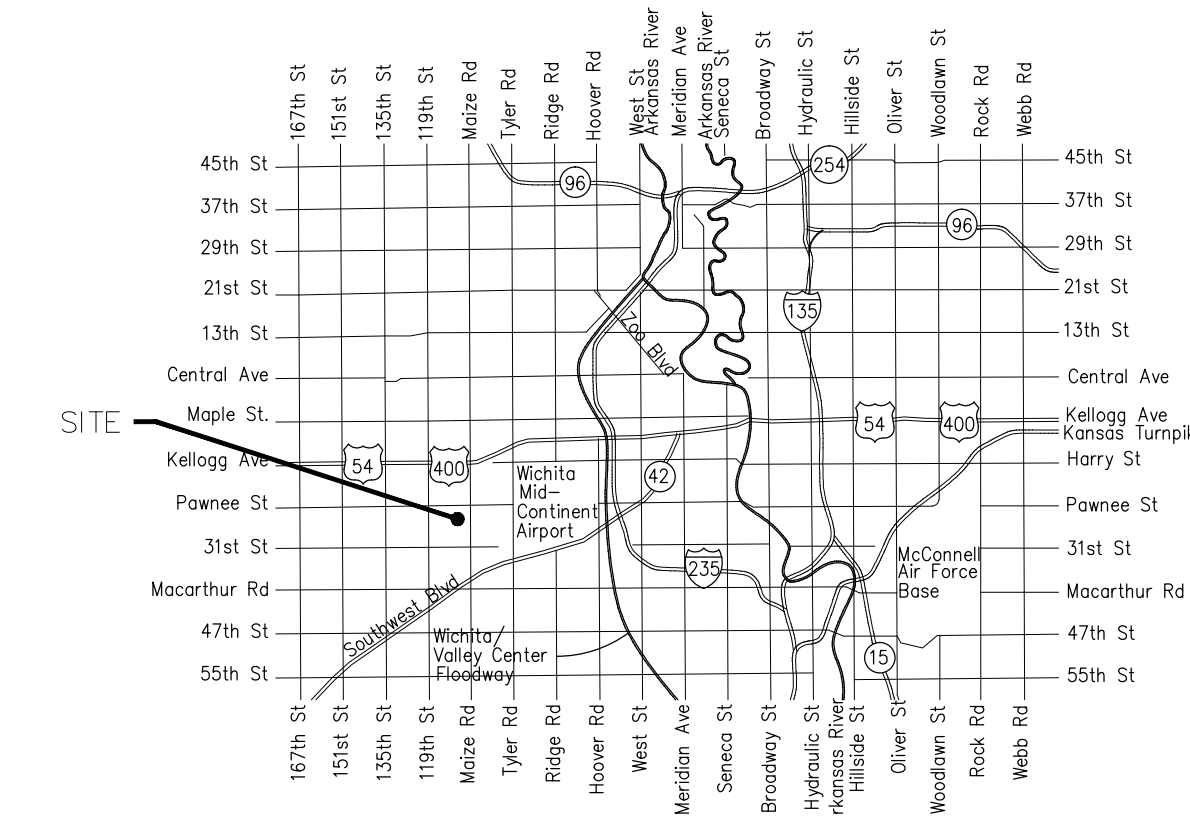 167th St
151st St
135th St
119th St
Maize Rd
Tyler Rd
Ridge Rd
Hoover Rd
West St
Arkansas River
Meridian Ave
Arkansas River
Seneca St
Broadway St
Hydraulic St
Hillside St
Oliver St
Woodlawn St
Rock Rd
Webb Rd
45th St
254
45th St
96
37th St
37th St
96
29th St
29th St
21st St
21st St
135
13th St
Zoo Blvd
13th St
Central Ave
Central Ave
SITE
Maple St.
54
400
Kellogg Ave
Kansas Turnpik
Kellogg Ave
54
400
Harry St
Wichita
Mid-
Continent
Airport
42
Pawnee St
Pawnee St
31st St
31st St
235
McConnell
Air Force
Base
Macarthur Rd
Macarthur Rd
Southwest Blvd
47th St
47th St
Wichita/
Valley Center
Floodway
15
55th St
55th St
167th St
151st St
135th St
119th St
Maize Rd
Tyler Rd
Ridge Rd
Hoover Rd
West St
Meridian Ave
Seneca St
Broadway St
Hydraulic St
rkansas River
Hillside St
Oliver St
Woodlawn St
Rock Rd
Webb Rd